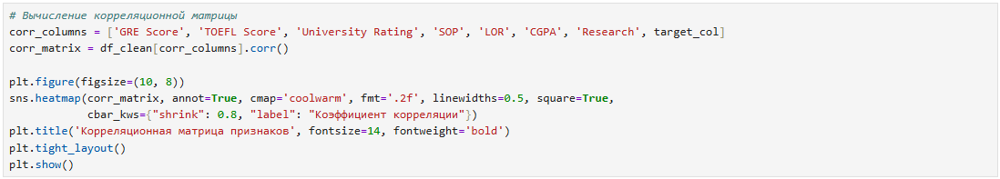 # Вычисление корреляционной матрицы
corr_columns = ['GRE Score', 'TOEFL Score', 'University Rating', 'SOP', 'LOR', 'CGPA', 'Research', target_col]
corr_matrix = df_clean[corr_columns].corr()

plt.figure(figsize=(10, 8))
sns.heatmap(corr_matrix, annot=True, cmap='coolwarm', fmt='.2f', linewidths=0.5, square=True,
            cbar_kws={"shrink": 0.8, "label": "Коэффициент корреляции"})
plt.title('Корреляционная матрица признаков', fontsize=14, fontweight='bold')
plt.tight_layout()
plt.show()